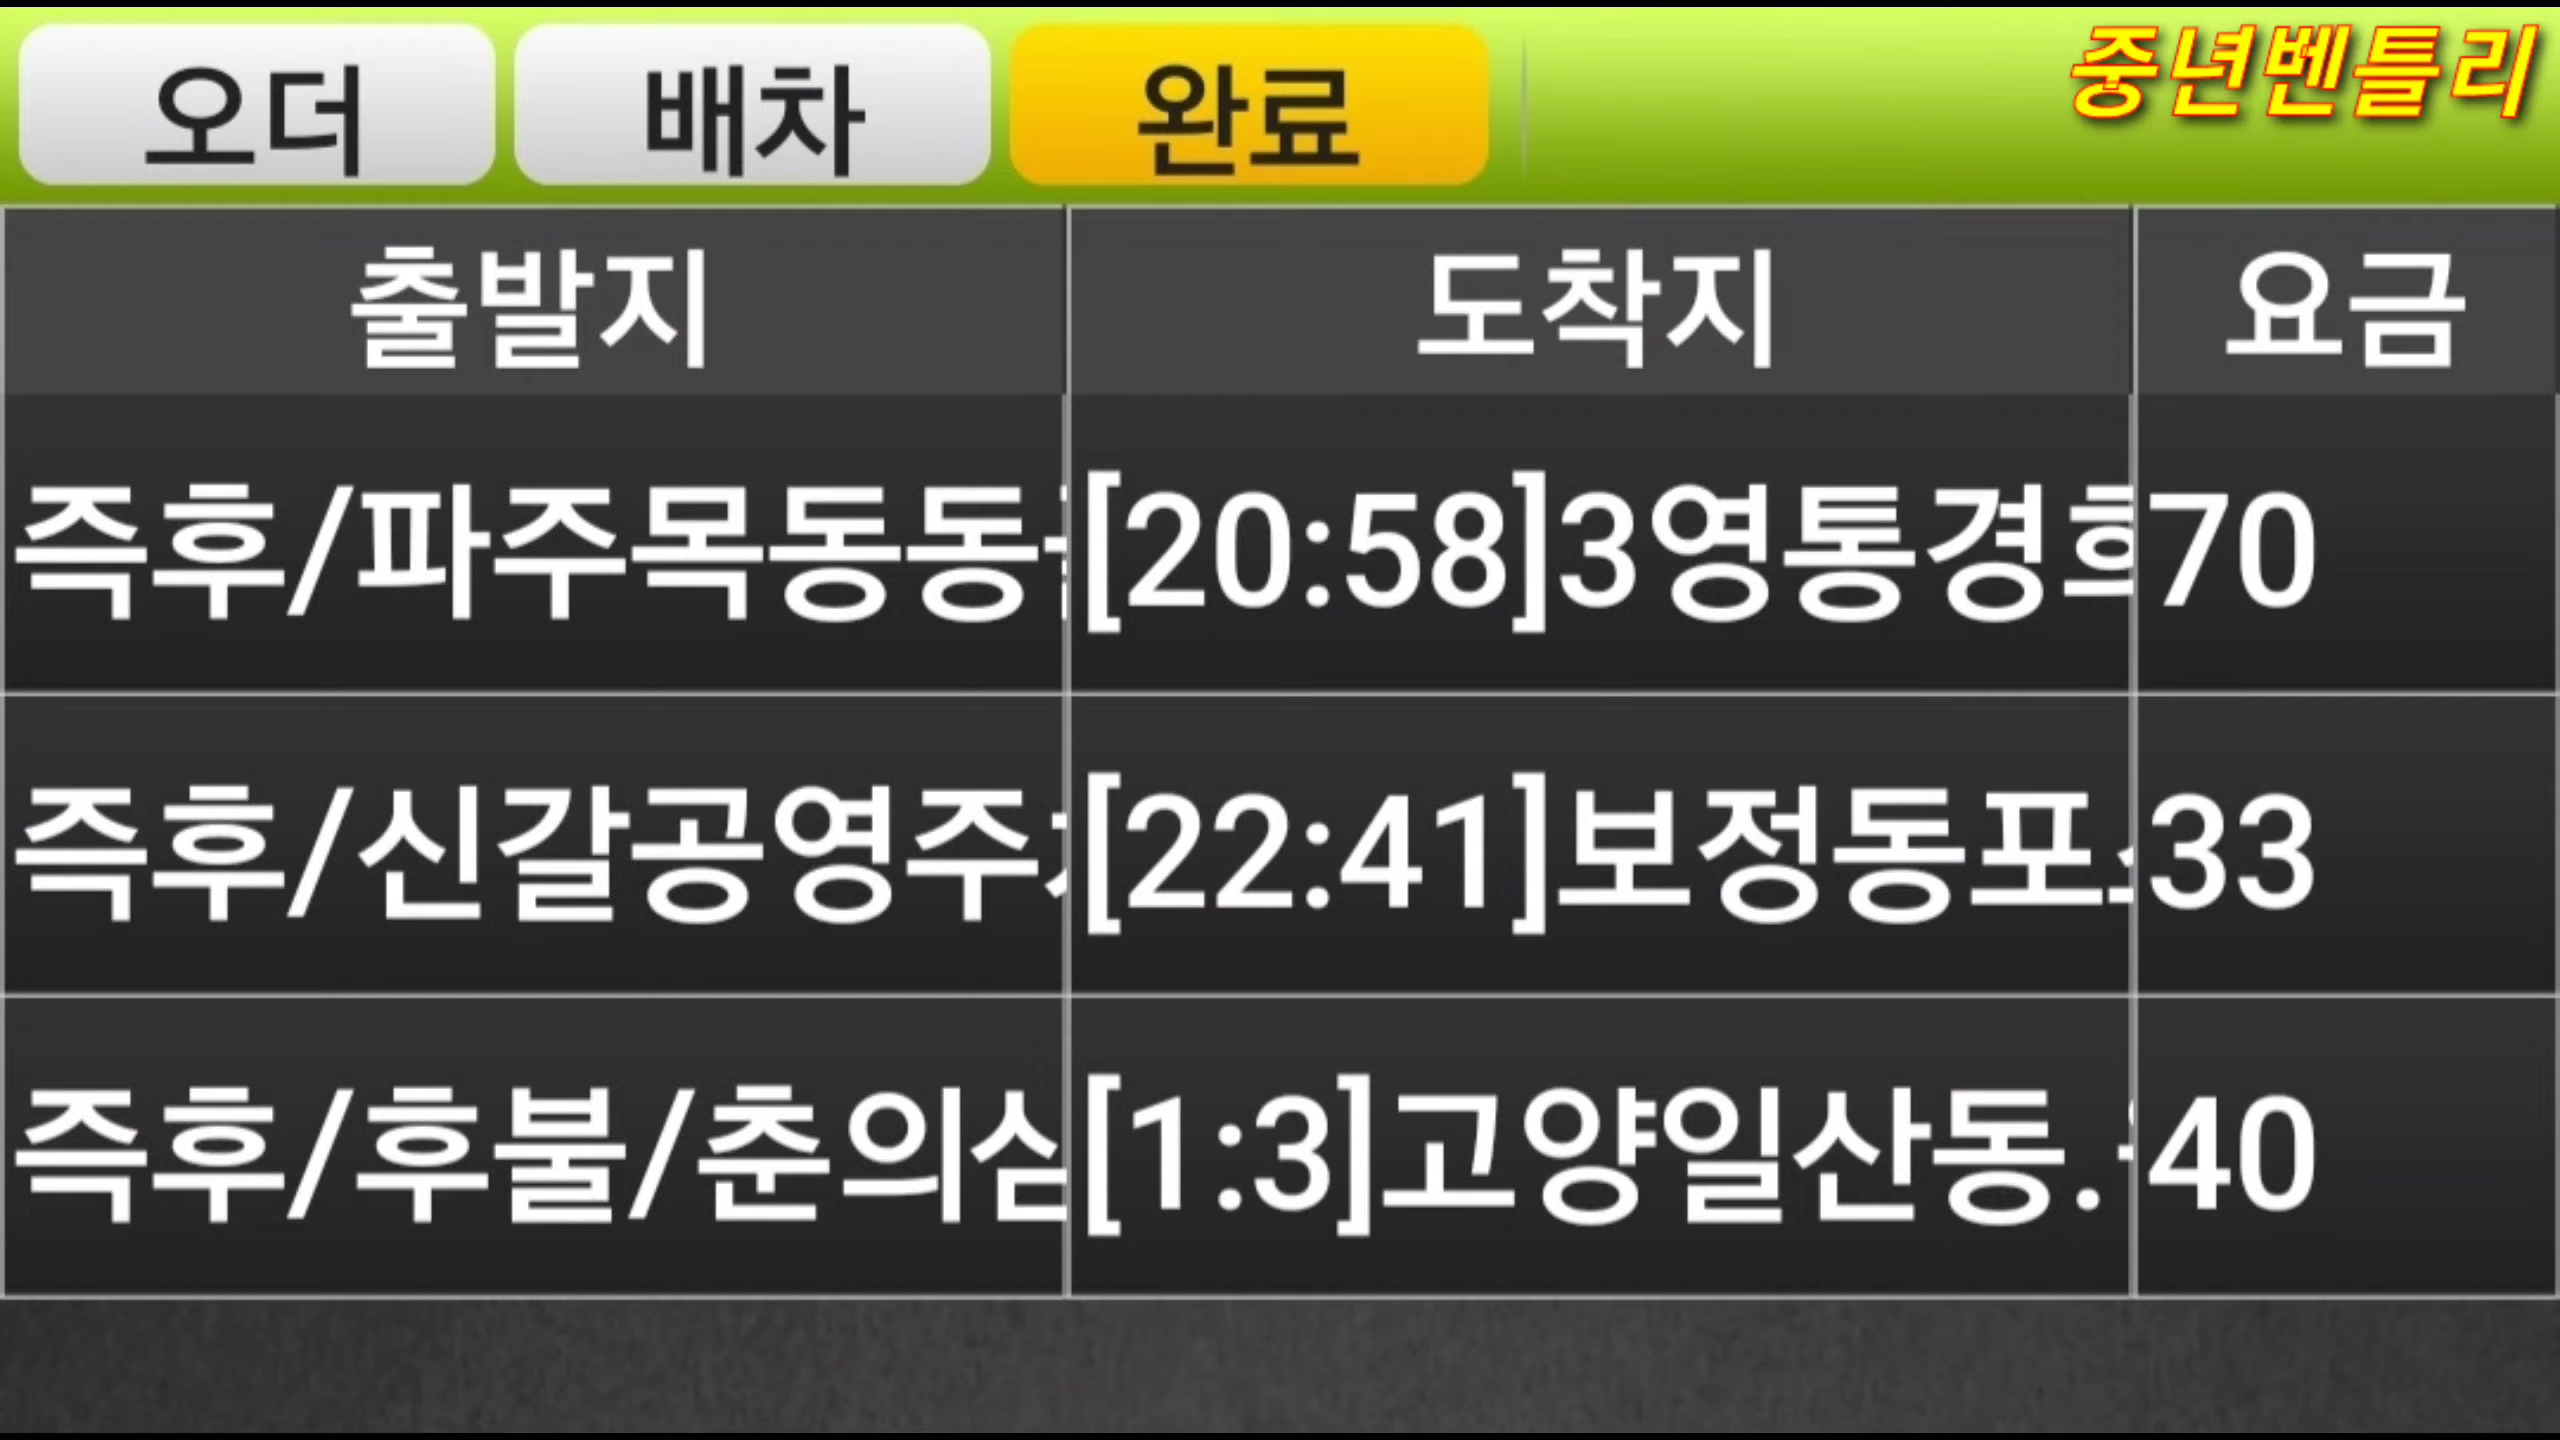 오더 배차 완료 중년벤틀리
출발지 도착지 요금
즉후/파주목동동 [20:58]3영통경희 70
즉후/신갈공영주 [22:41]보정동포 33
즉후/후불/춘의 [1:3]고양일산동. 40